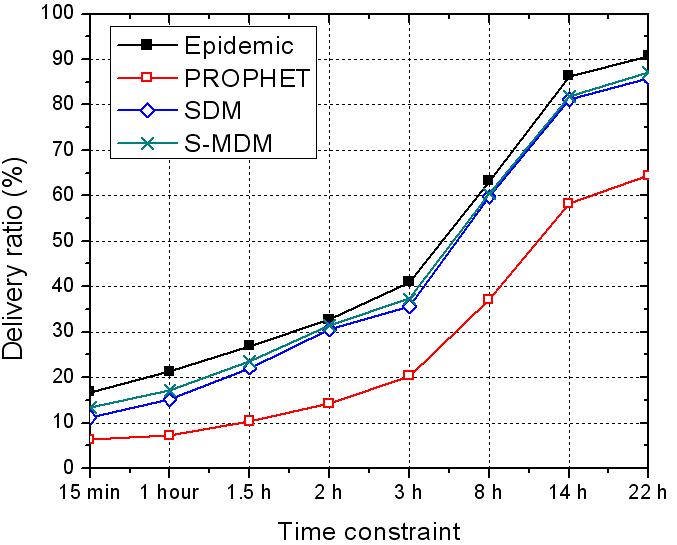 100
90
80
70
60
50
40
30
20
10
0
Delivery ratio (%)
Epidemic
PROPHET
SDM
S-MDM
15 min 1 hour 1.5 h 2 h 3 h 8 h 14 h 22 h
Time constraint